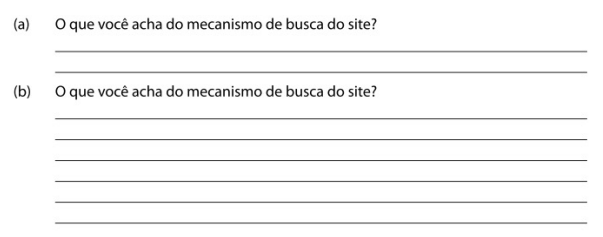 (a) O que você acha do mecanismo de busca do site?
(b) O que você acha do mecanismo de busca do site?